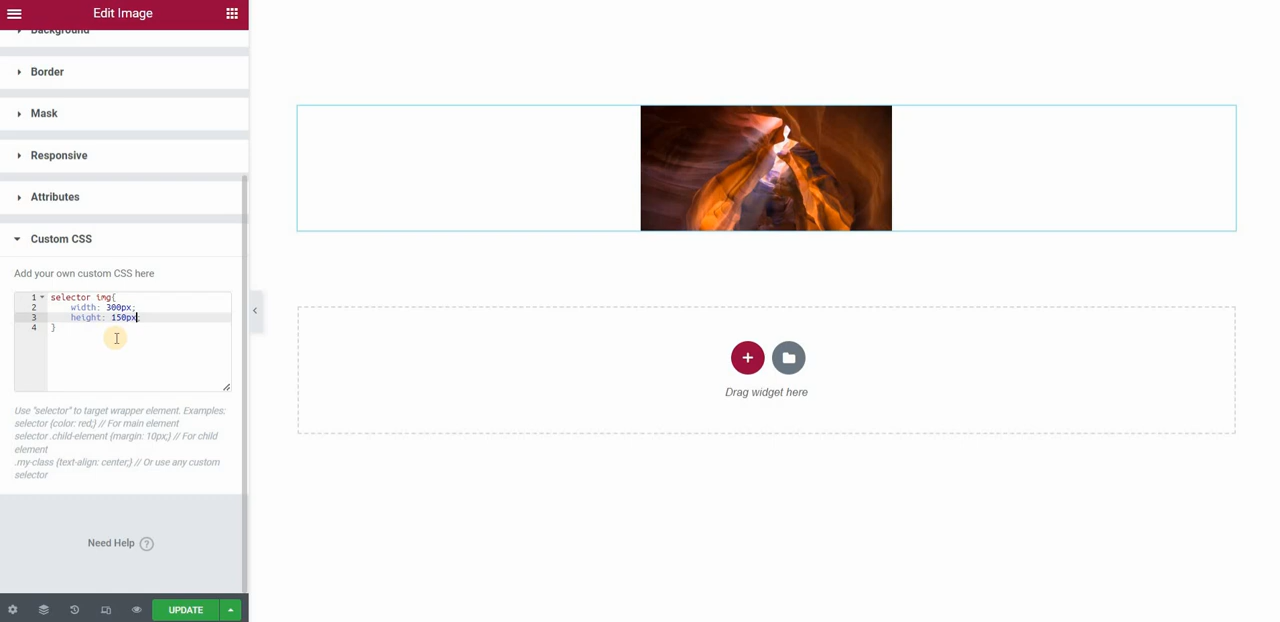 Edit Image
Background
Border
Mask
Responsive
Attributes
Custom CSS
Add your own custom CSS here
1 selector img{
2 width: 300px;
3 height: 150px;
4 }
Use "selector" to target wrapper element. Examples:
selector {color: red;} // For main element
selector .child-element {margin: 10px;} // For child
element
.my-class {text-align: center;} // Or use any custom
selector
Need Help ?
UPDATE
Drag widget here